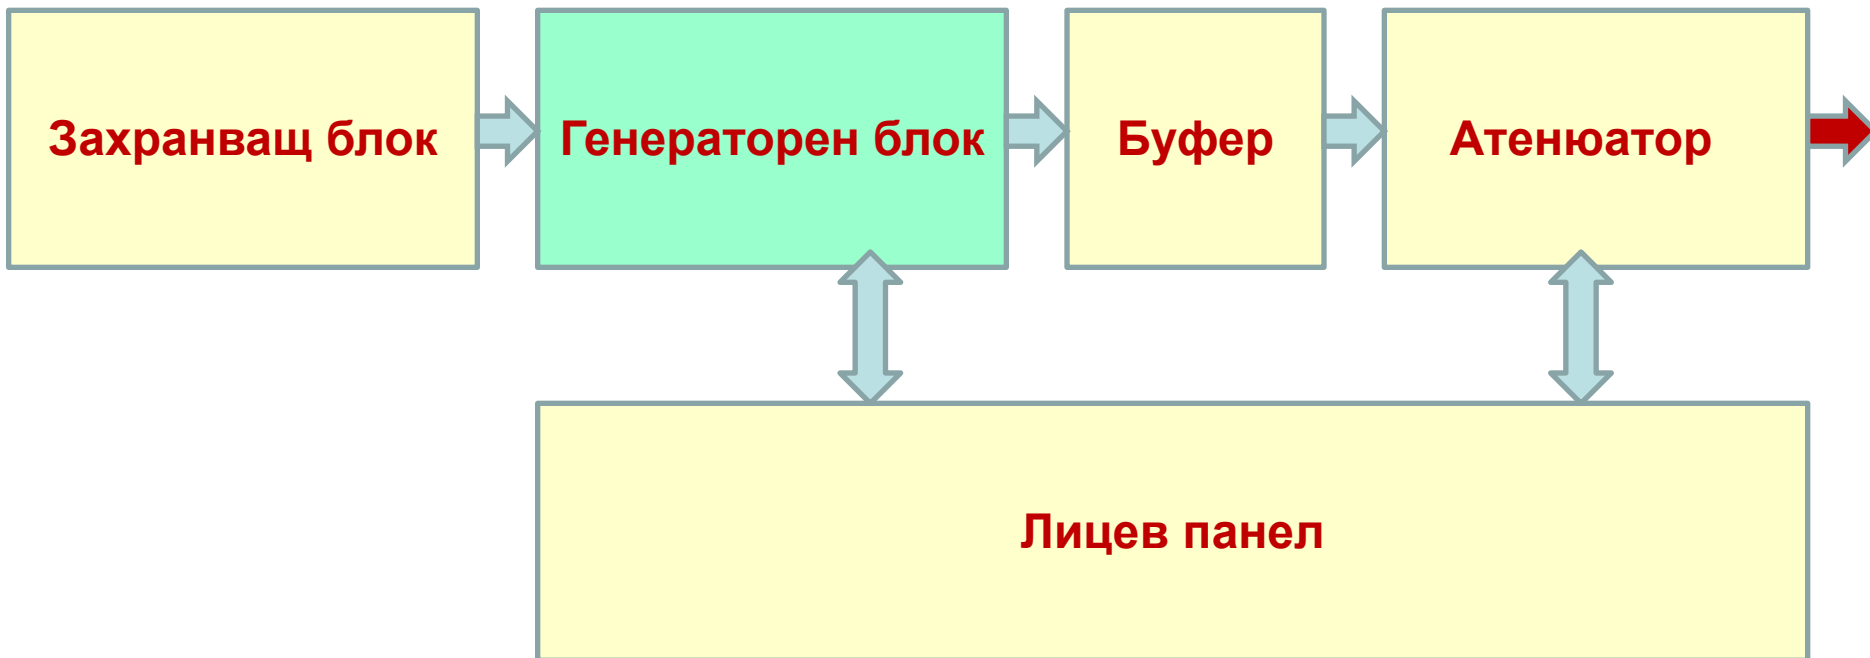 Захранващ блок
Генераторен блок
Буфер
Атенюатор
Лицев панел